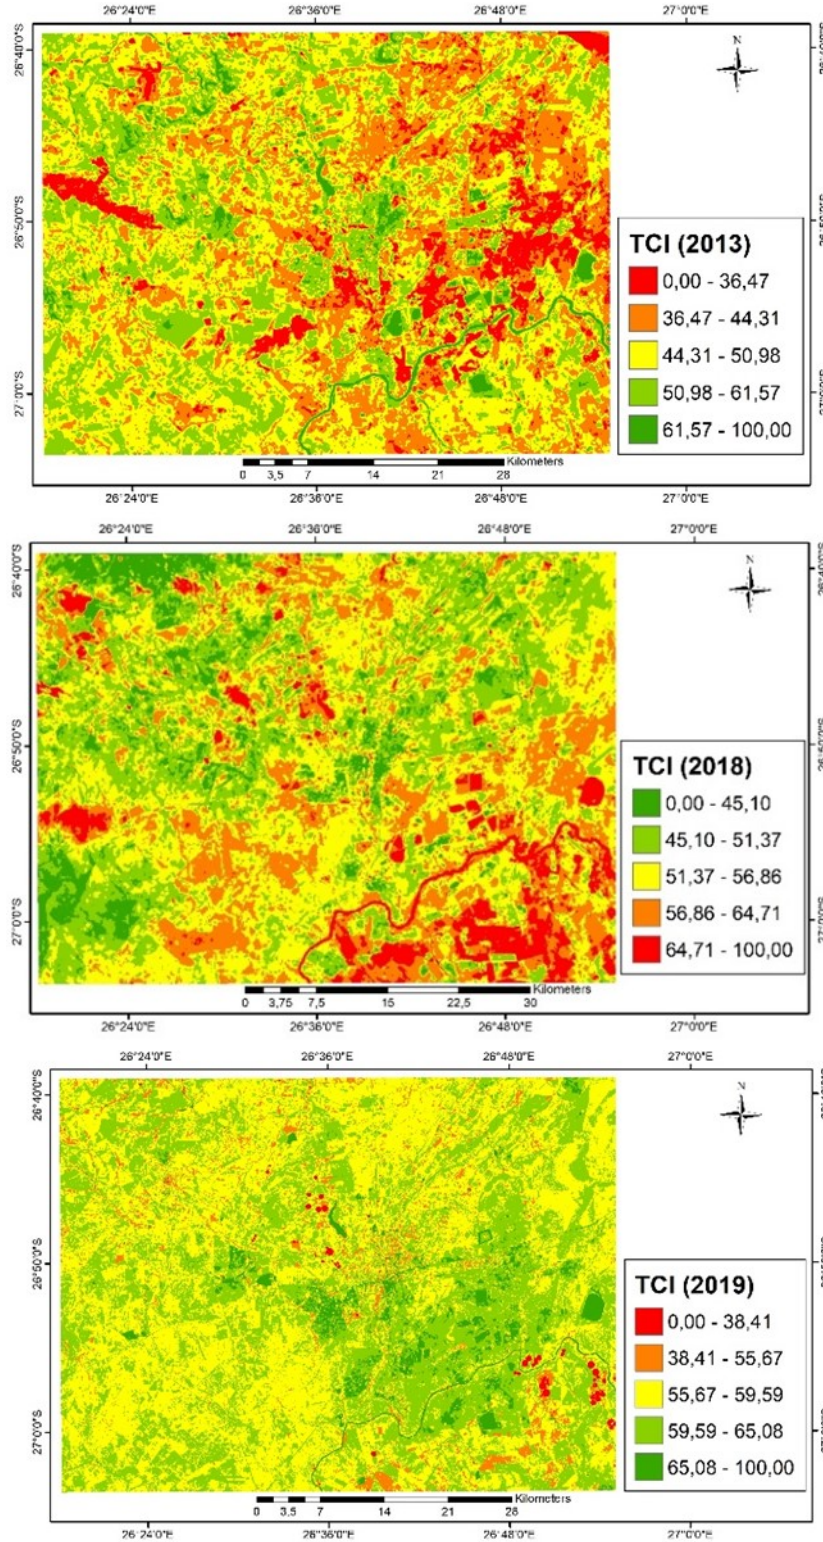 26°24'0"E 26°36'0"E 26°48'0"E 27°0'0"E
26°40'0"S
N
26°50'0"S
TCI (2013)
0,00 - 36,47
36,47 - 44,31
44,31 - 50,98
50,98 - 61,57
61,57 - 100,00
27°0'0"S
Kilometers
0 3,5 7 14 21 28
26°24'0"E 26°36'0"E 26°48'0"E 27°0'0"E
26°24'0"E 26°36'0"E 26°48'0"E 27°0'0"E
26°40'0"S
N
26°50'0"S
TCI (2018)
0,00 - 45,10
45,10 - 51,37
51,37 - 56,86
56,86 - 64,71
64,71 - 100,00
27°0'0"S
Kilometers
0 3,75 7,5 15 22,5 30
26°24'0"E 26°36'0"E 26°48'0"E 27°0'0"E
26°24'0"E 26°36'0"E 26°48'0"E 27°0'0"E
26°40'0"S
N
26°50'0"S
TCI (2019)
0,00 - 38,41
38,41 - 55,67
55,67 - 59,59
59,59 - 65,08
65,08 - 100,00
27°0'0"S
Kilometers
0 3,5 7 14 21 28
26°24'0"E 26°36'0"E 26°48'0"E 27°0'0"E